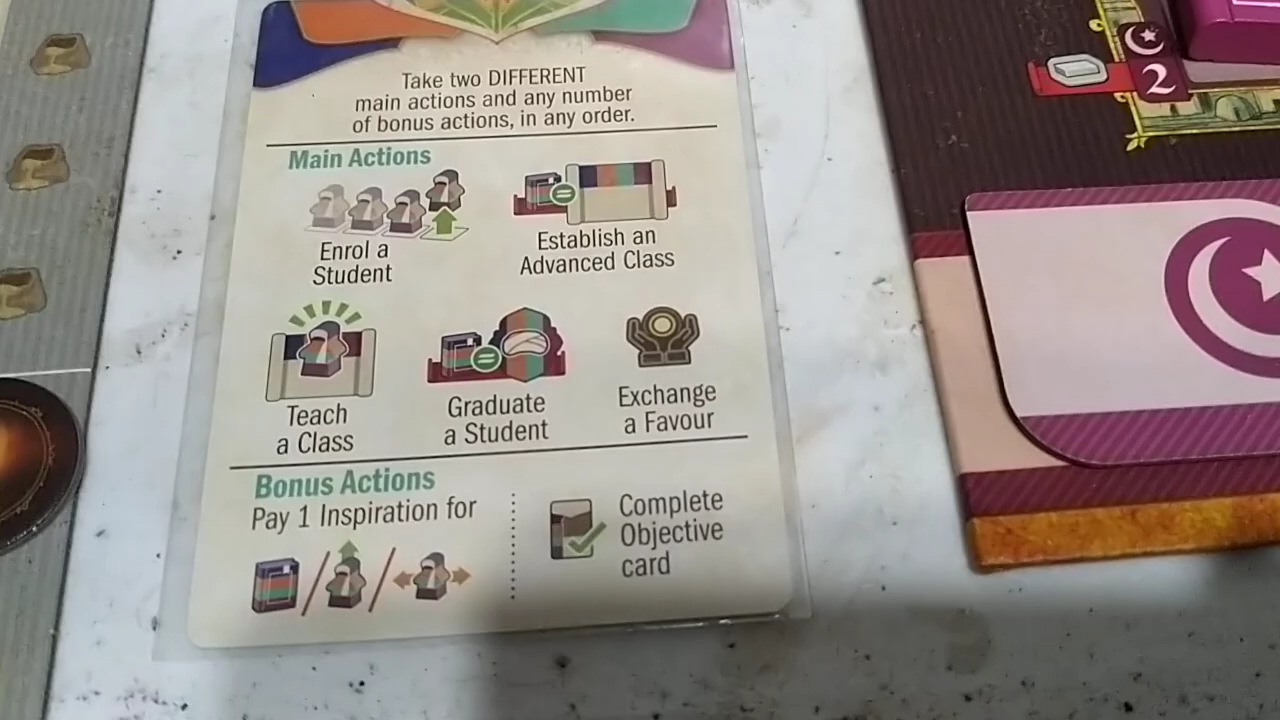 Take two DIFFERENT
main actions and any number
of bonus actions, in any order.
Main Actions
Enrol a
Student
Establish an
Advanced Class
Teach
a Class
Graduate
a Student
Exchange
a Favour
Bonus Actions
Pay 1 Inspiration for
Complete
Objective
card
2